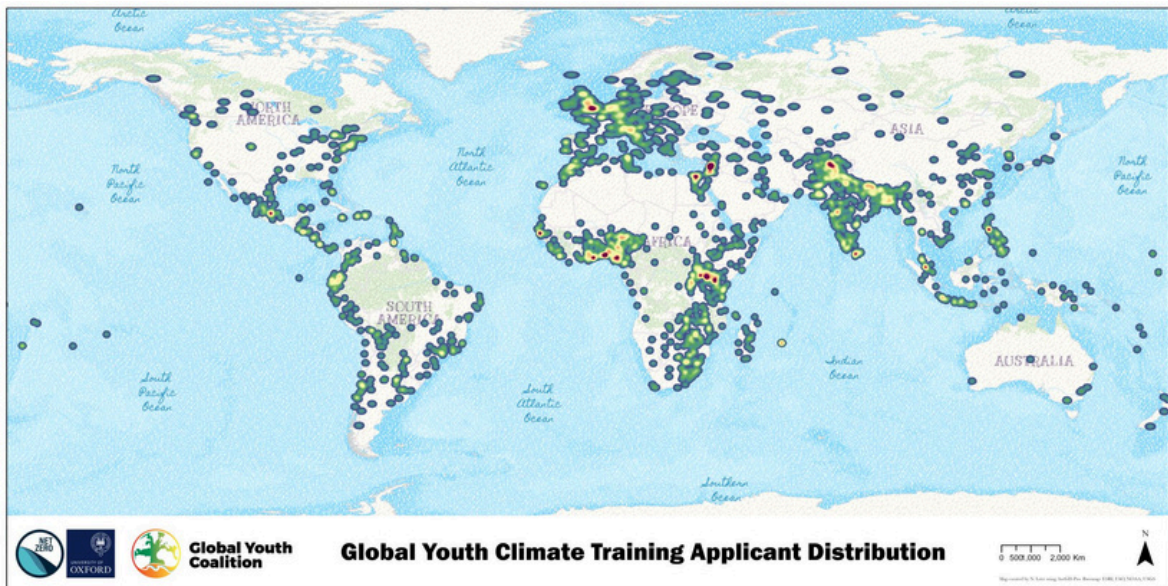 Arctic
Ocean
Arctic
Ocean
NORTH
AMERICA
EUROPE
ASIA
North
Pacific
Ocean
North
Atlantic
Ocean
North
Pacific
Ocean
AFRICA
SOUTH
AMERICA
AUSTRALIA
Indian
Ocean
South
Pacific
Ocean
South
Atlantic
Ocean
Southern
Ocean
NET
ZERO
UNIVERSITY OF
OXFORD
Global Youth
Coalition
Global Youth Climate Training Applicant Distribution
0 500 1,000 2,000 Km
N